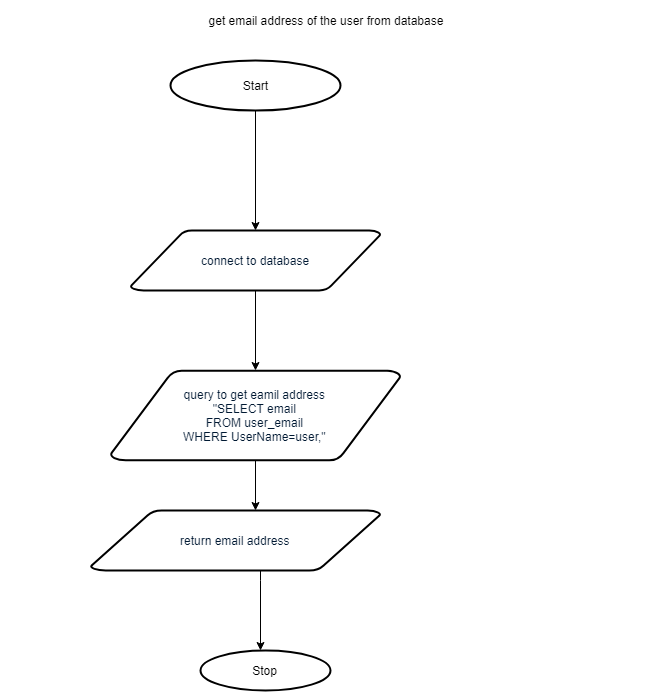 get email address of the user from database
Start
connect to database
query to get eamil address
"SELECT email
FROM user_email
WHERE UserName=user,"
return email address
Stop